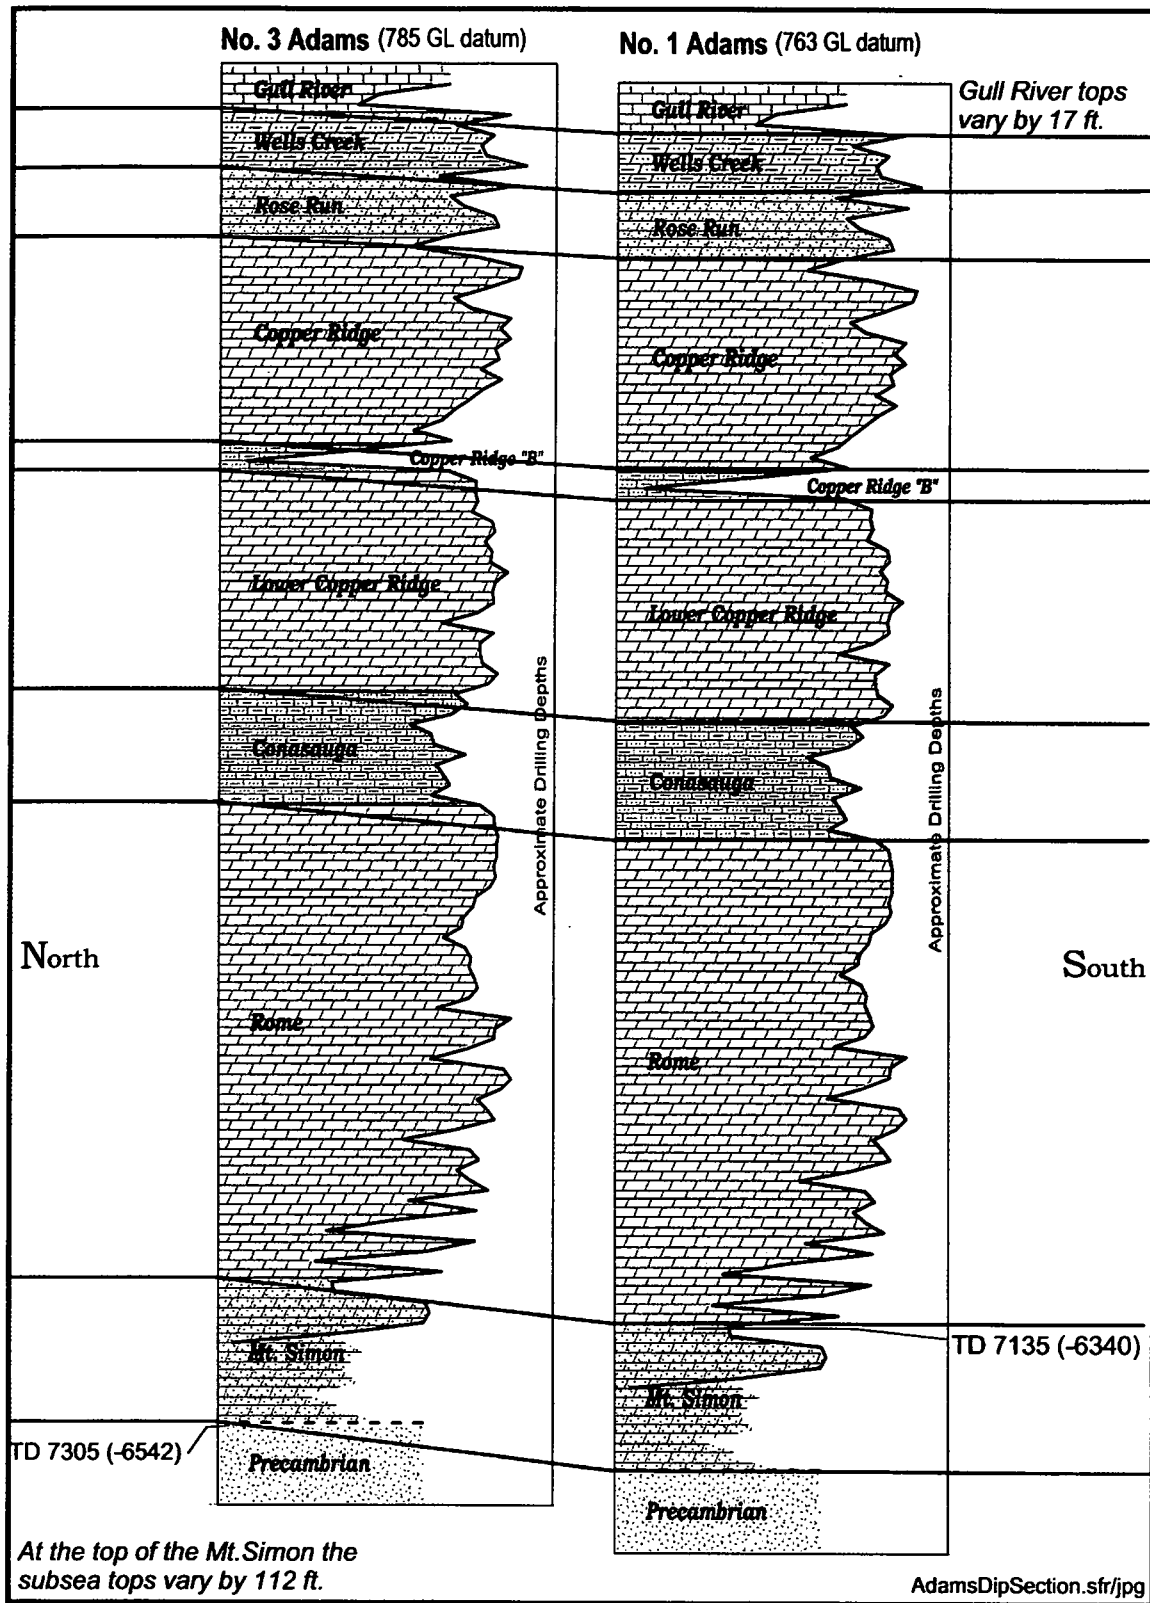 No. 3 Adams (785 GL datum)
No. 1 Adams (763 GL datum)
Gull River tops
vary by 17 ft.
Gull River
Wells Creek
Rose Run
Copper Ridge
Copper Ridge "B"
Lower Copper Ridge
Conasauga
Rome
Mt. Simon
Precambrian
Approximate Drilling Depths
Gull River
Wells Creek
Rose Run
Copper Ridge
Copper Ridge "B"
Lower Copper Ridge
Conasauga
Rome
Mt. Simon
Precambrian
Approximate Drilling Depths
North
South
TD 7135 (-6340)
TD 7305 (-6542)
At the top of the Mt.Simon the
subsea tops vary by 112 ft.
AdamsDipSection.sfr/jpg